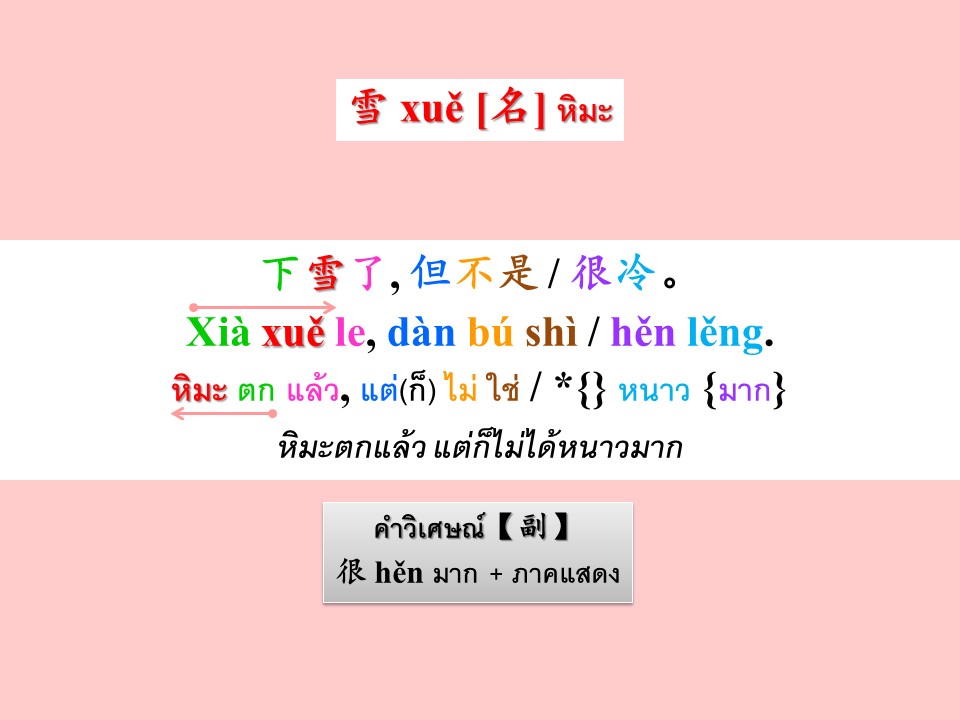 雪 xuě [名] หิมะ
下雪了, 但不是 / 很冷。
Xià xuě le, dàn bú shì / hěn lěng.
หิมะ ตก แล้ว, แต่(ก็) ไม่ ใช่ / *{} หนาว {มาก}
หิมะตกแล้ว แต่ก็ไม่ได้หนาวมาก
คำวิเศษณ์【副】
很 hěn มาก + ภาคแสดง